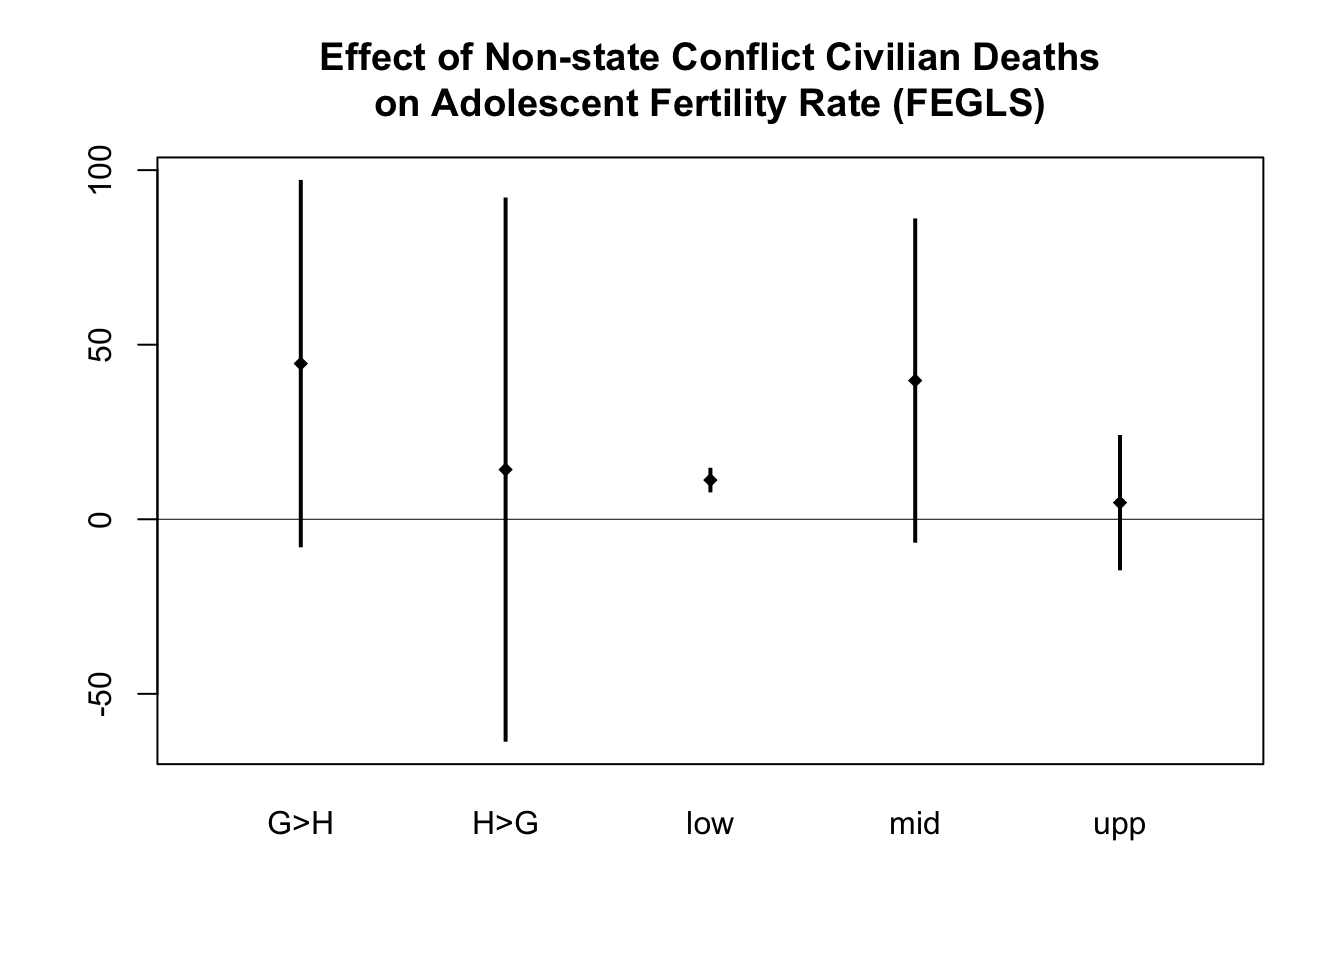 Effect of Non-state Conflict Civilian Deaths
on Adolescent Fertility Rate (FEGLS)
100
50
0
-50
G>H H>G low mid upp